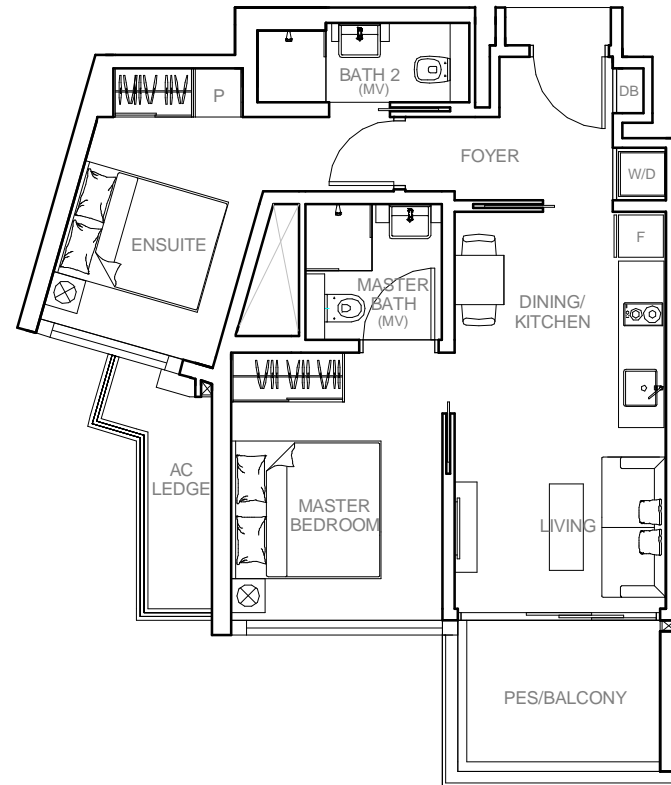 BATH 2
(MV)
P
DB
FOYER
W/D
ENSUITE
F
MASTER
BATH
(MV)
DINING/
KITCHEN
AC
LEDGE
MASTER
BEDROOM
LIVING
PES/BALCONY